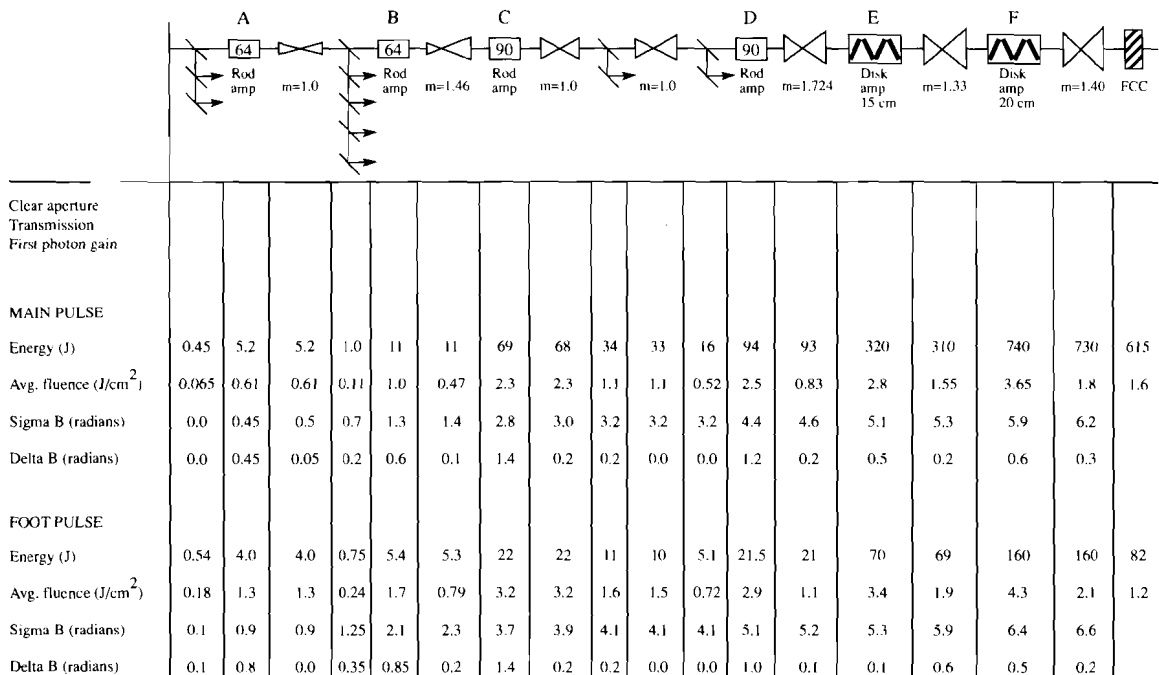 A B C D E F
64 64 90 90
Rod amp m=1.0 Rod amp m=1.46 Rod amp m=1.0 m=1.0 Rod amp m=1.724 Disk amp 15 cm m=1.33 Disk amp 20 cm m=1.40 FCC
Clear aperture
Transmission
First photon gain
MAIN PULSE
Energy (J) 0.45 5.2 5.2 1.0 11 11 69 68 34 33 16 94 93 320 310 740 730 615
Avg. fluence (J/cm2) 0.065 0.61 0.61 0.11 1.0 0.47 2.3 2.3 1.1 1.1 0.52 2.5 0.83 2.8 1.55 3.65 1.8 1.6
Sigma B (radians) 0.0 0.45 0.5 0.7 1.3 1.4 2.8 3.0 3.2 3.2 3.2 4.4 4.6 5.1 5.3 5.9 6.2
Delta B (radians) 0.0 0.45 0.05 0.2 0.6 0.1 1.4 0.2 0.2 0.0 0.0 1.2 0.2 0.5 0.2 0.6 0.3
FOOT PULSE
Energy (J) 0.54 4.0 4.0 0.75 5.4 5.3 22 22 11 10 5.1 21.5 21 70 69 160 160 82
Avg. fluence (J/cm2) 0.18 1.3 1.3 0.24 1.7 0.79 3.2 3.2 1.6 1.5 0.72 2.9 1.1 3.4 1.9 4.3 2.1 1.2
Sigma B (radians) 0.1 0.9 0.9 1.25 2.1 2.3 3.7 3.9 4.1 4.1 4.1 5.1 5.2 5.3 5.9 6.4 6.6
Delta B (radians) 0.1 0.8 0.0 0.35 0.85 0.2 1.4 0.2 0.2 0.0 0.0 1.0 0.1 0.1 0.6 0.5 0.2